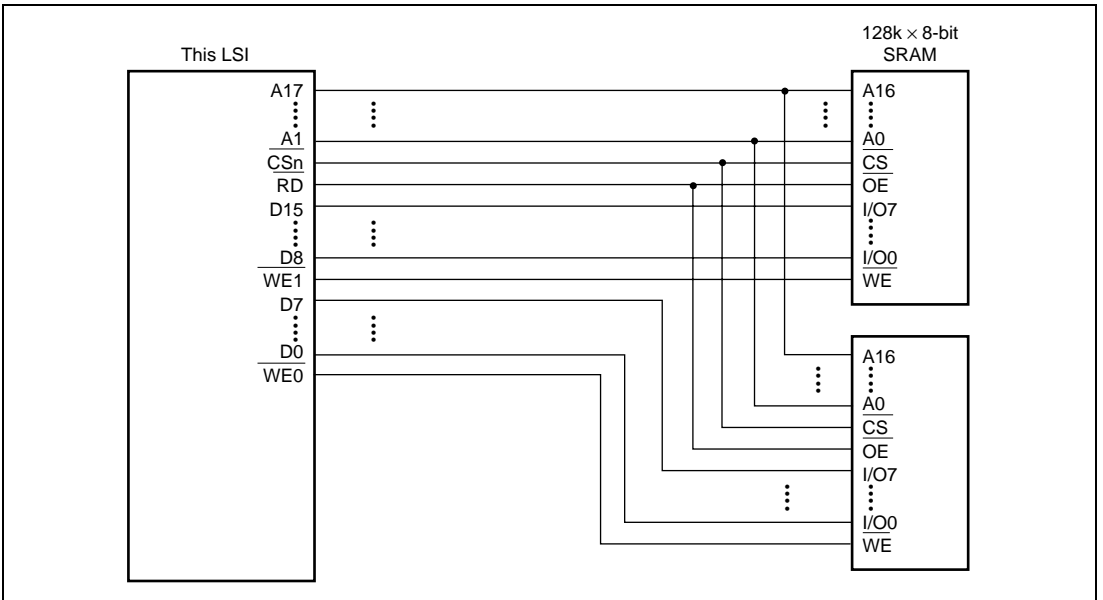 This LSI
A17
A1
CSn
RD
D15
D8
WE1
D7
D0
WE0
128k × 8-bit
SRAM
A16
A0
CS
OE
I/O7
I/O0
WE
A16
A0
CS
OE
I/O7
I/O0
WE